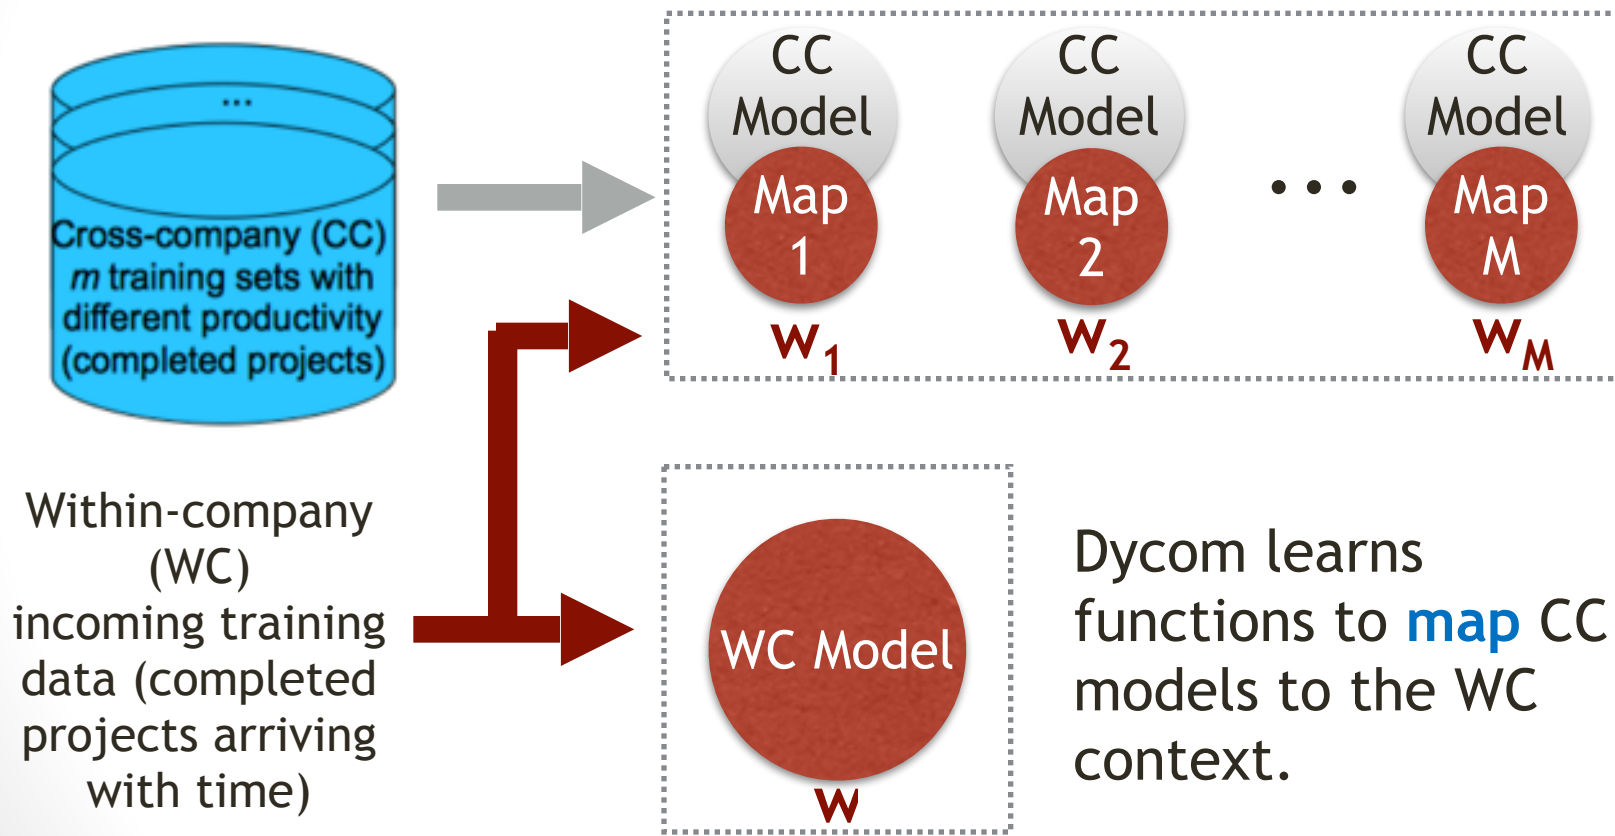 ...
Cross-company (CC)
m training sets with
different productivity
(completed projects)
CC
Model
Map
1
w1
CC
Model
Map
2
w2
...
CC
Model
Map
M
wM
Within-company
(WC)
incoming training
data (completed
projects arriving
with time)
WC Model
w
Dycom learns
functions to map CC
models to the WC
context.